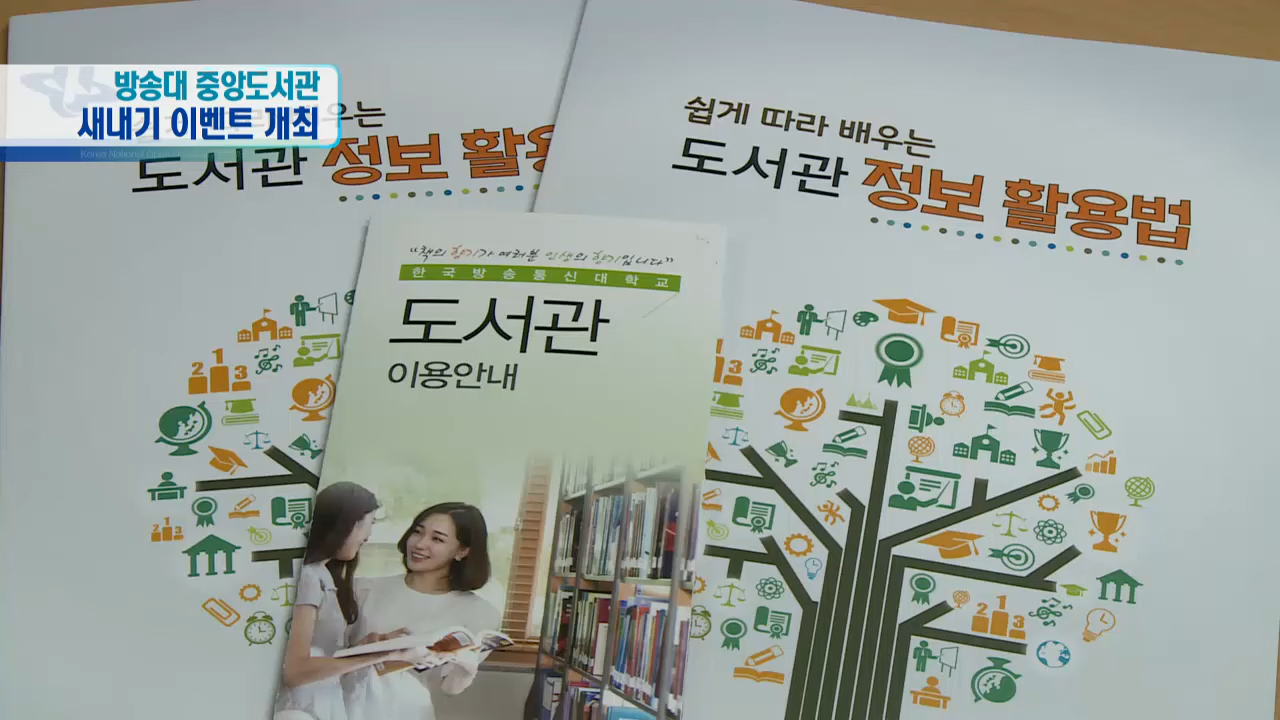 방송대 중앙도서관
새내기 이벤트 개최
우는
도서관 정보 활용
쉽게 따라 배우는
도서관 정보 활용법
“책의 향기가 여러분 인생의 향기입니다”
한국방송통신대학교
도서관
이용안내